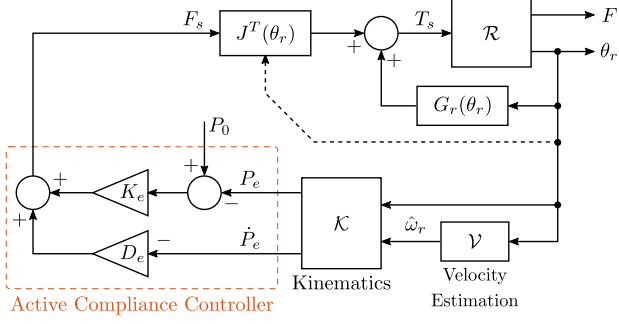 F_s
J^T(θ_r)
+
+
T_s
R
F
θ_r
G_r(θ_r)
P_0
+
−
P_e
+
K_e
+
D_e
−
Ṗ_e
K
ω̂_r
V
Kinematics
Velocity
Estimation
Active Compliance Controller